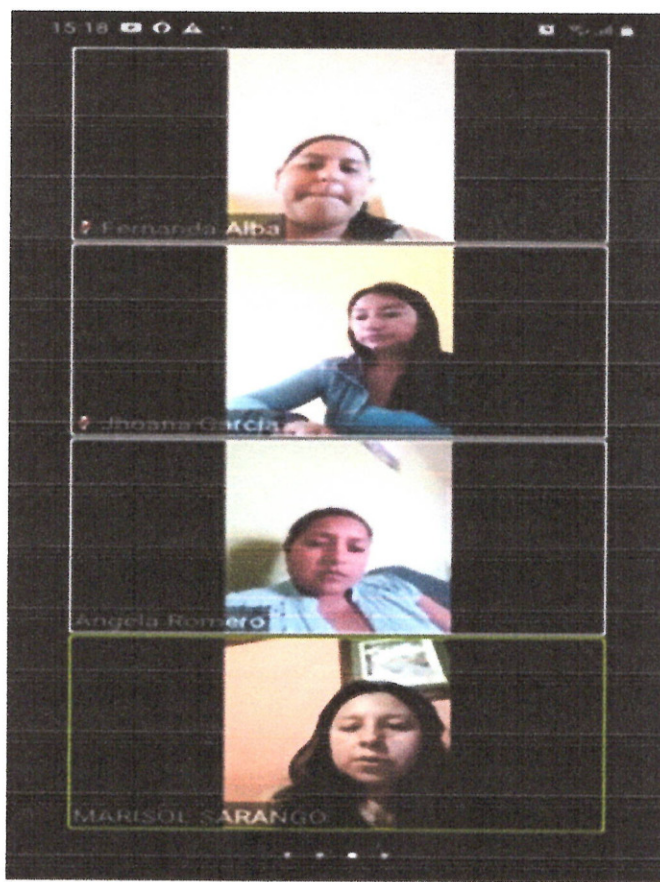 15 18
Fernanda Alba
Jhoana García
Angela Romero
MARISOL SARANGO